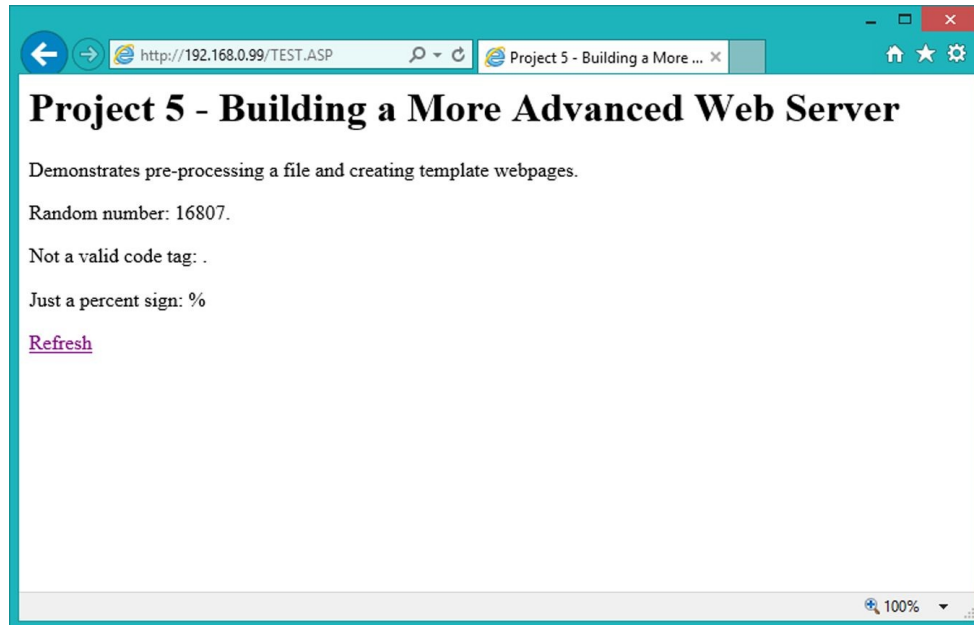 http://192.168.0.99/TEST.ASP
Project 5 - Building a More ...
Project 5 - Building a More Advanced Web Server
Demonstrates pre-processing a file and creating template webpages.
Random number: 16807.
Not a valid code tag: .
Just a percent sign: %
Refresh
100%